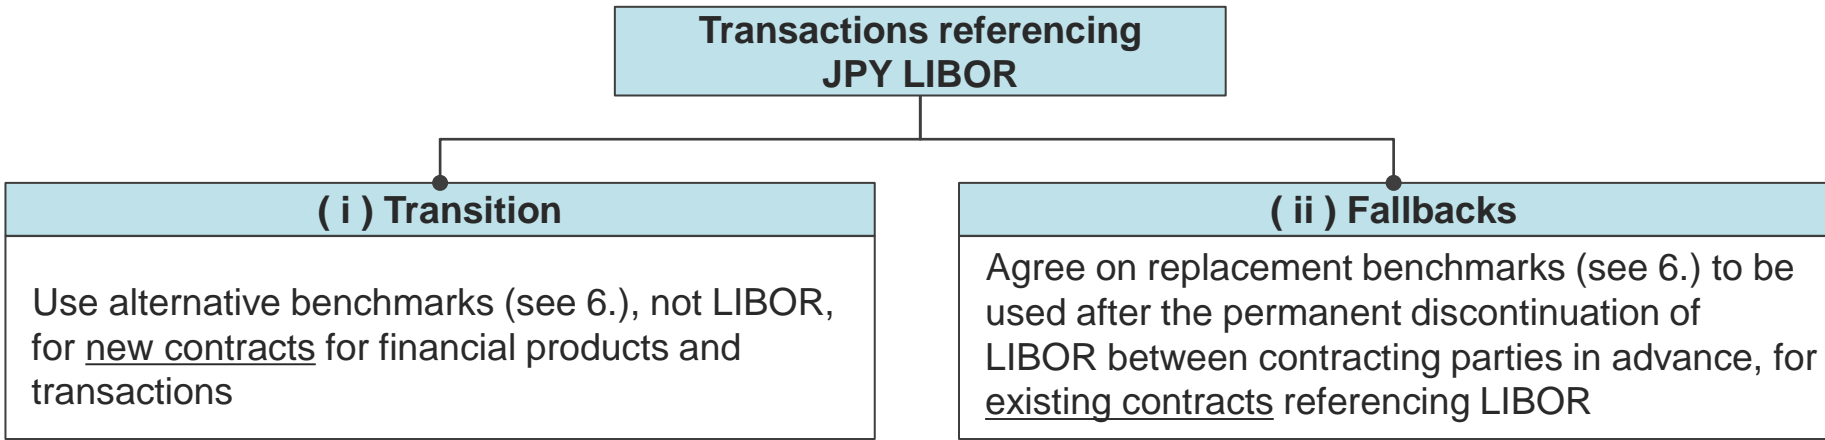 Transactions referencing
JPY LIBOR
( i ) Transition
Use alternative benchmarks (see 6.), not LIBOR,
for new contracts for financial products and
transactions
( ii ) Fallbacks
Agree on replacement benchmarks (see 6.) to be
used after the permanent discontinuation of
LIBOR between contracting parties in advance, for
existing contracts referencing LIBOR